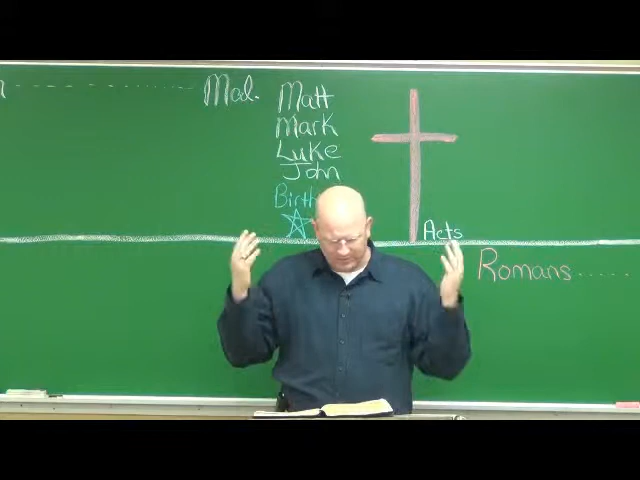 Mal.
Matt
Mark
Luke
John
Birth
Acts
Romans......